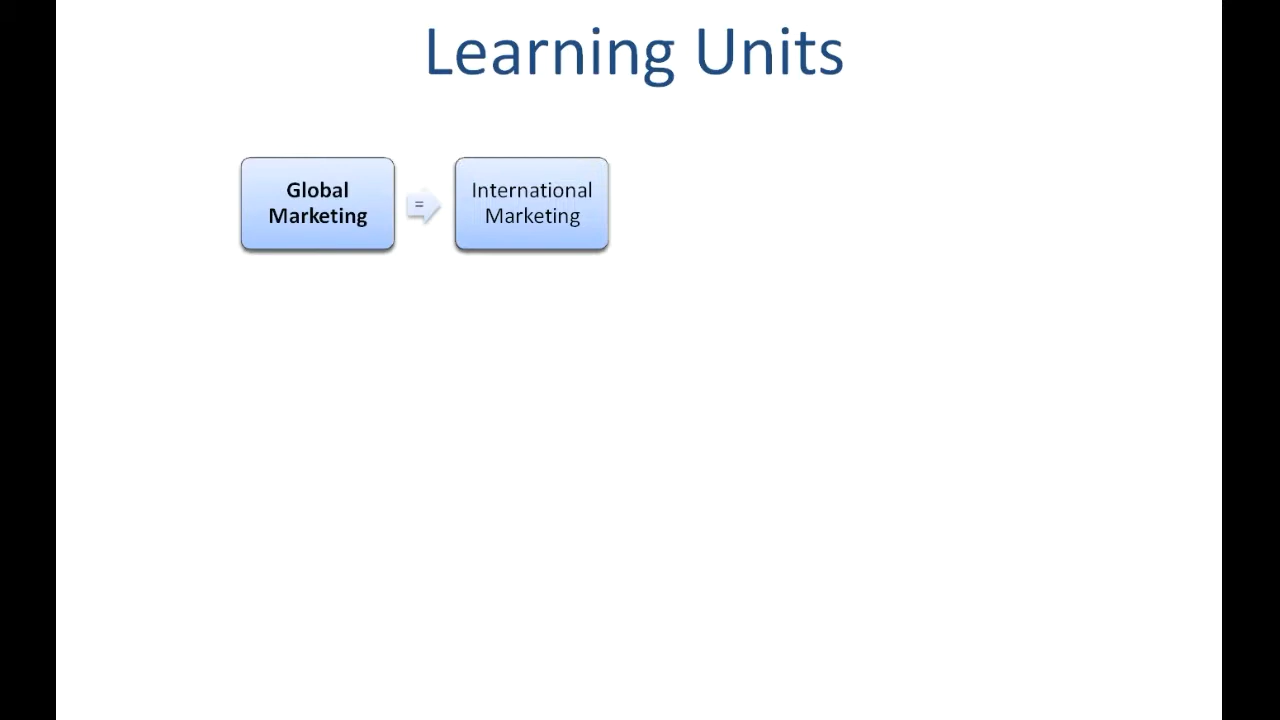 Learning Units
Global
Marketing
=
International
Marketing